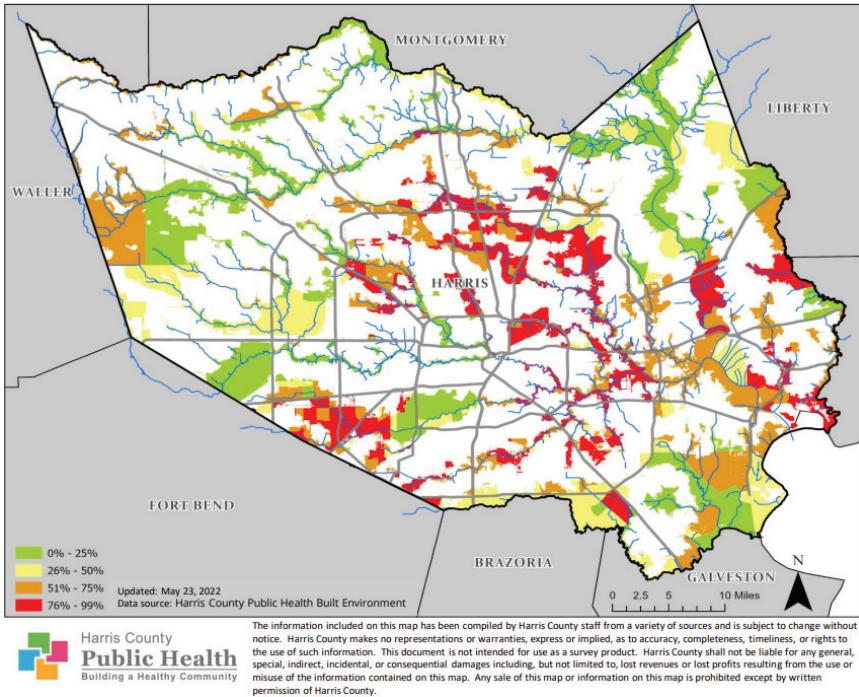 MONTGOMERY
LIBERTY
WALLER
HARRIS
FORT BEND
BRAZORIA
GALVESTON
0% - 25%
26% - 50%
51% - 75%
76% - 99%
Updated: May 23, 2022
Data source: Harris County Public Health Built Environment
0 2.5 5 10 Miles
N
Harris County
Public Health
Building a Healthy Community
The information included on this map has been compiled by Harris County staff from a variety of sources and is subject to change without
notice. Harris County makes no representations or warranties, express or implied, as to accuracy, completeness, timeliness, or rights to
the use of such information. This document is not intended for use as a survey product. Harris County shall not be liable for any general,
special, indirect, incidental, or consequential damages including, but not limited to, lost revenues or lost profits resulting from the use or
misuse of the information contained on this map. Any sale of this map or information on this map is prohibited except by written
permission of Harris County.